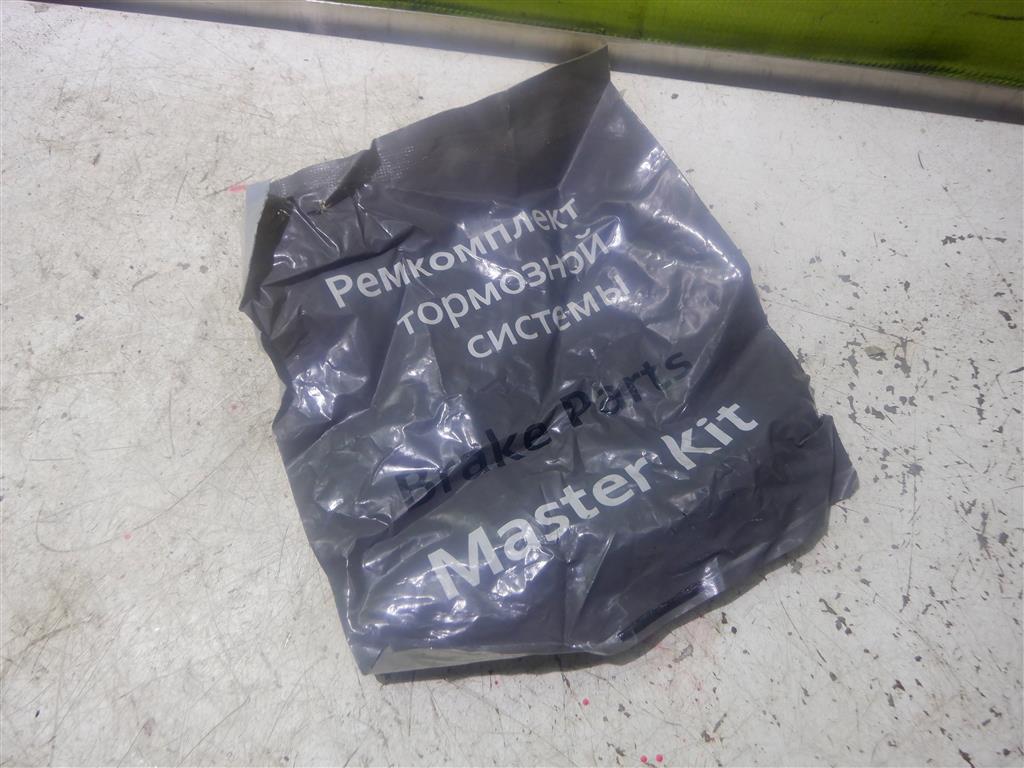 Ремкомплект
тормозной
системы
Brake Parts
Master Kit